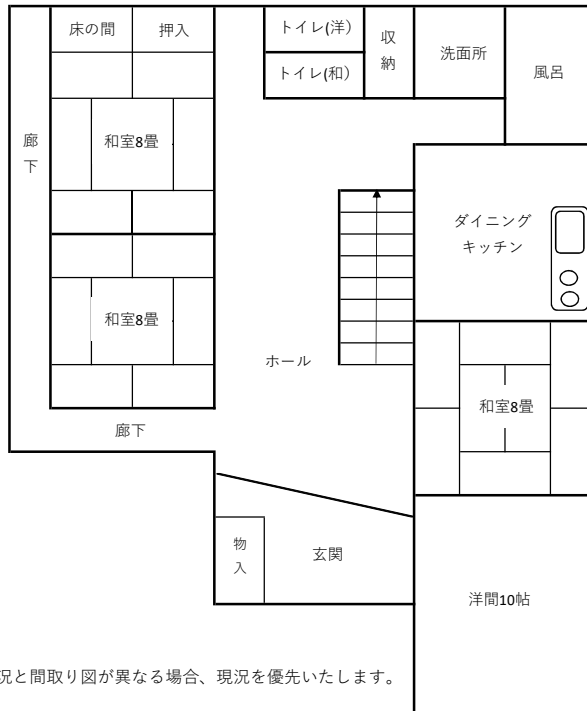 床の間
押入
トイレ(洋)
トイレ(和)
収
納
洗面所
風呂
廊
下
和室8畳
ダイニング
キッチン
和室8畳
ホール
和室8畳
廊下
物
入
玄関
洋間10帖
況と間取り図が異なる場合、現況を優先いたします。